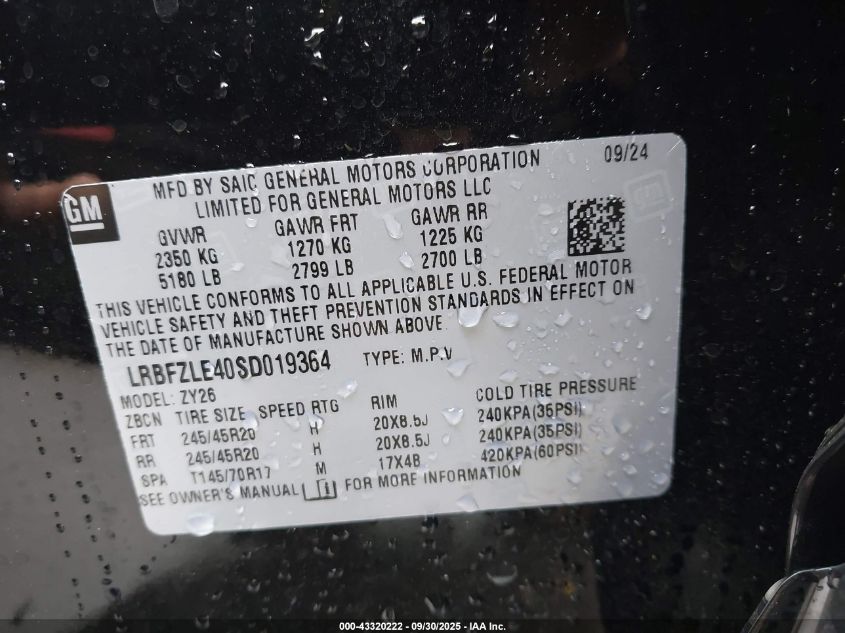 GM
09/24
MFD BY SAIC GENERAL MOTORS CORPORATION
LIMITED FOR GENERAL MOTORS LLC
GVWR GAWR FRT GAWR RR
2350 KG 1270 KG 1225 KG
5180 LB 2799 LB 2700 LB
THIS VEHICLE CONFORMS TO ALL APPLICABLE U.S. FEDERAL MOTOR
VEHICLE SAFETY AND THEFT PREVENTION STANDARDS IN EFFECT ON
THE DATE OF MANUFACTURE SHOWN ABOVE.
LRBFZLE40SD019364 TYPE: M.P.V
MODEL: ZY26
ZBCN TIRE SIZE SPEED RTG RIM COLD TIRE PRESSURE
FRT 245/45R20 H 20X8.5J 240KPA(35PSI)
RR 245/45R20 H 20X8.5J 240KPA(35PSI)
SPA T145/70R17 M 17X4B 420KPA(60PSI)
SEE OWNER'S MANUAL FOR MORE INFORMATION
000-43320222 - 09/30/2025 - IAA Inc.